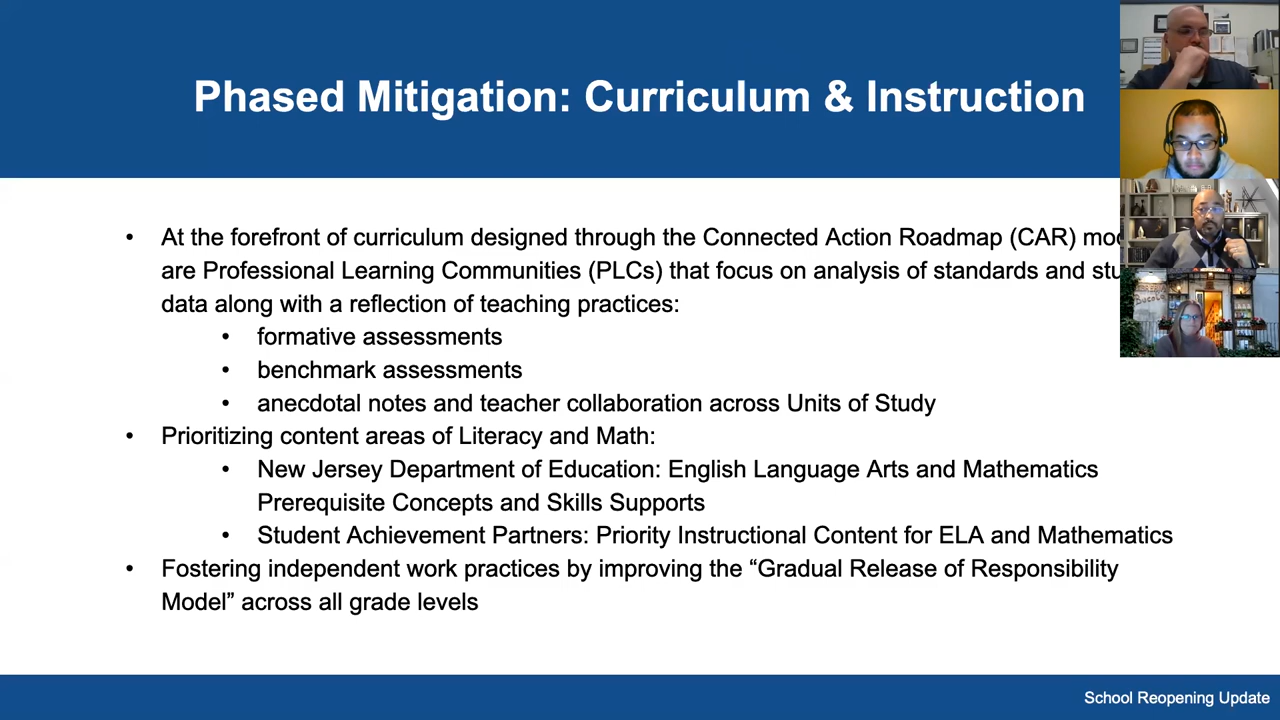 Phased Mitigation: Curriculum & Instruction
• At the forefront of curriculum designed through the Connected Action Roadmap (CAR)
are Professional Learning Communities (PLCs) that focus on analysis of standards and
data along with a reflection of teaching practices:
• formative assessments
• benchmark assessments
• anecdotal notes and teacher collaboration across Units of Study
• Prioritizing content areas of Literacy and Math:
• New Jersey Department of Education: English Language Arts and Mathematics
Prerequisite Concepts and Skills Supports
• Student Achievement Partners: Priority Instructional Content for ELA and Mathematics
• Fostering independent work practices by improving the “Gradual Release of Responsibility
Model” across all grade levels
School Reopening Update